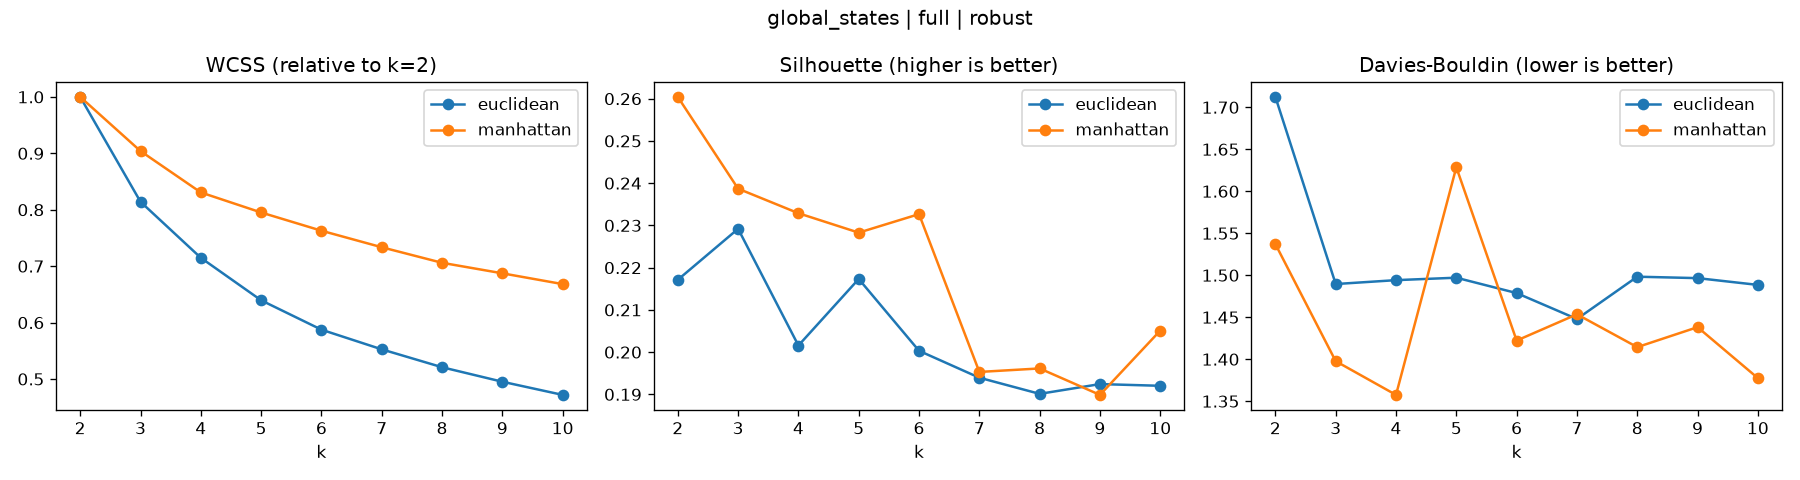 global_states | full | robust
WCSS (relative to k=2)
1.0
0.9
0.8
0.7
0.6
0.5
euclidean
manhattan
2 3 4 5 6 7 8 9 10
k
Silhouette (higher is better)
0.26
0.25
0.24
0.23
0.22
0.21
0.20
0.19
euclidean
manhattan
2 3 4 5 6 7 8 9 10
k
Davies-Bouldin (lower is better)
1.70
1.65
1.60
1.55
1.50
1.45
1.40
1.35
euclidean
manhattan
2 3 4 5 6 7 8 9 10
k